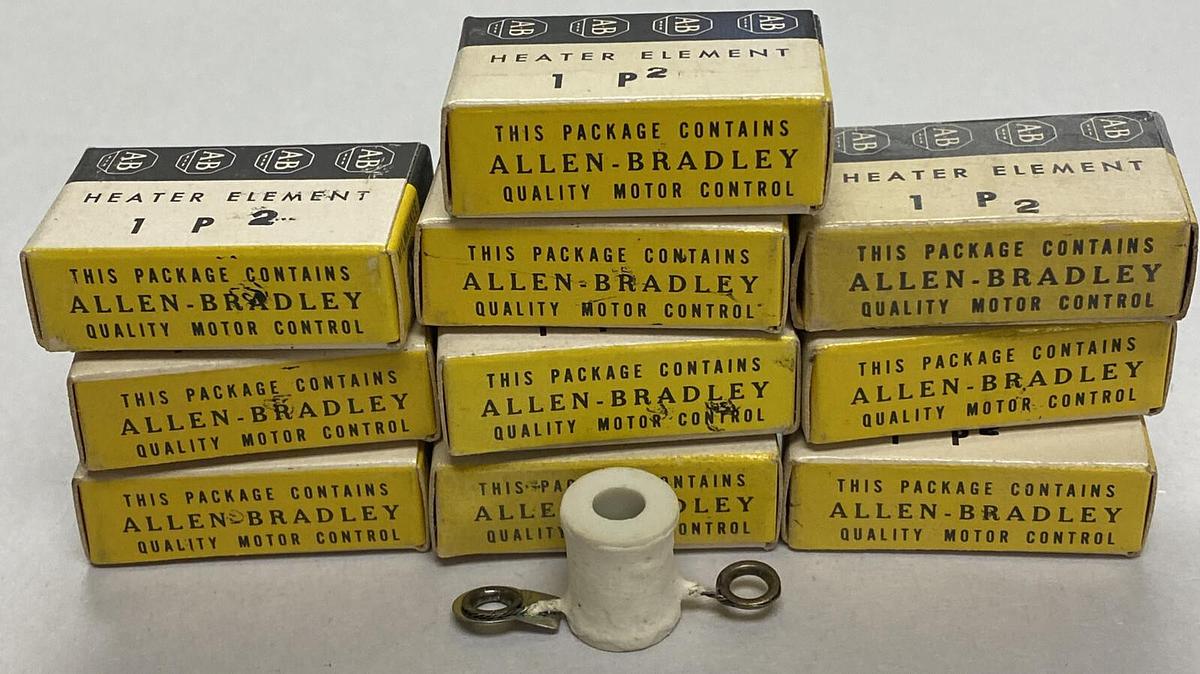 AB AB AB AB
HEATER ELEMENT
1 P2
THIS PACKAGE CONTAINS
ALLEN-BRADLEY
QUALITY MOTOR CONTROL
AB AB AB AB
HEATER ELEMENT
1 P 2
THIS PACKAGE CONTAINS
ALLEN-BRADLEY
QUALITY MOTOR CONTROL
AB AB AB AB
HEATER ELEMENT
1 P 2
THIS PACKAGE CONTAINS
ALLEN-BRADLEY
QUALITY MOTOR CONTROL
THIS PACKAGE CONTAINS
ALLEN-BRADLEY
QUALITY MOTOR CONTROL
THIS PACKAGE CONTAINS
ALLEN-BRADLEY
QUALITY MOTOR CONTROL
THIS PACKAGE CONTAINS
ALLEN-BRADLEY
QUALITY MOTOR CONTROL
THIS PACKAGE CONTAINS
ALLEN-BRADLEY
QUALITY MOTOR CONTROL
THIS PACKAGE CONTAINS
ALLEN-BRADLEY
QUALITY MOTOR CONTROL
THIS
QUALITY
P2
THIS PACKAGE CONTAINS
ALLEN-BRADLEY
QUALITY MOTOR CONTROL